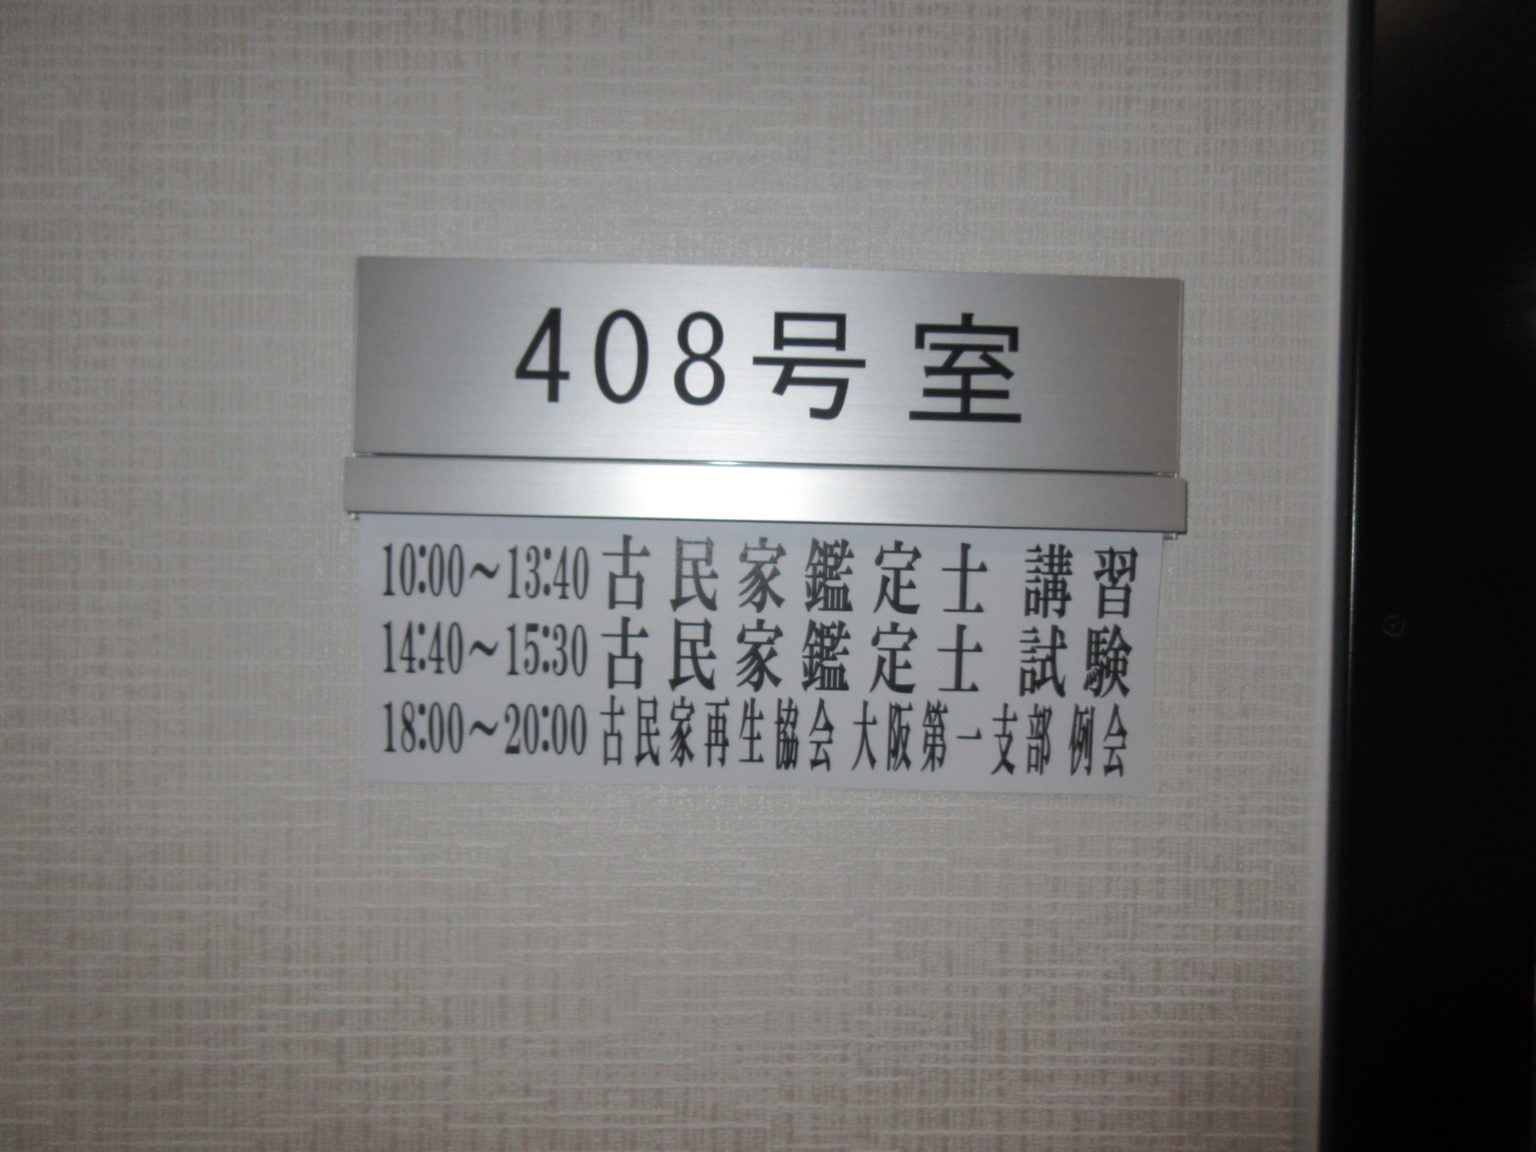 408号室
10:00～13:40 古民家鑑定士 講習
14:40～15:30 古民家鑑定士 試験
18:00～20:00 古民家再生協会 大阪第一支部 例会